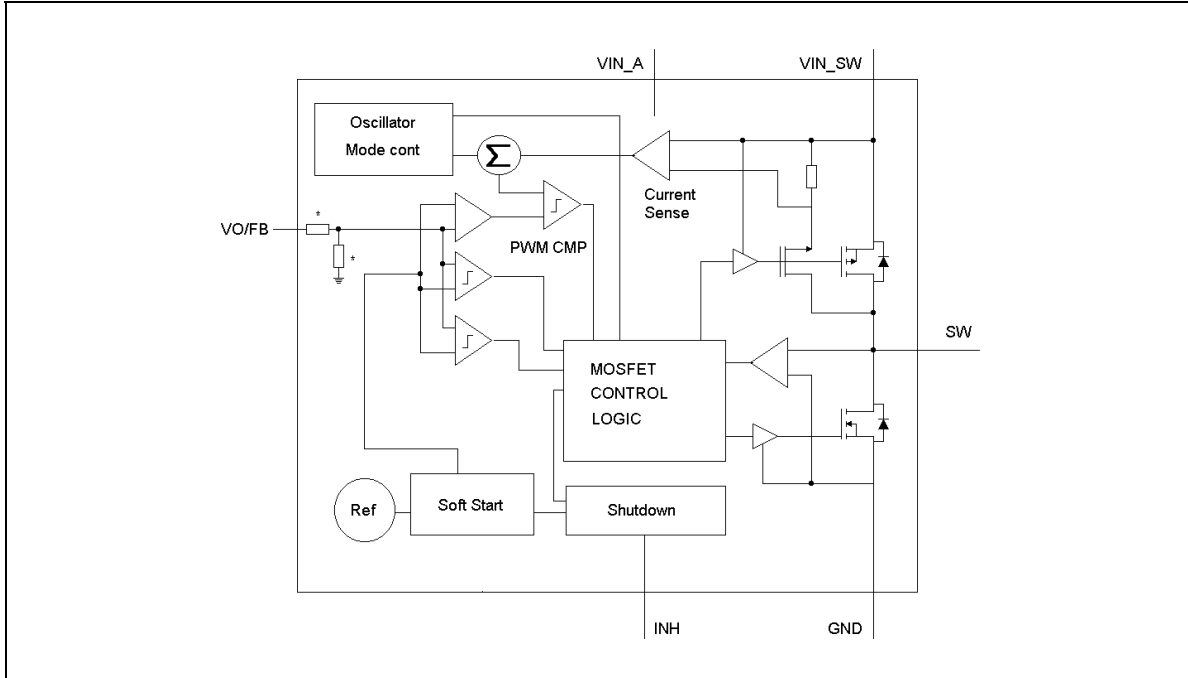 VIN_A
VIN_SW
Oscillator
Mode cont
Σ
Current
Sense
VO/FB
*
*
PWM CMP
SW
MOSFET
CONTROL
LOGIC
Ref
Soft Start
Shutdown
INH
GND